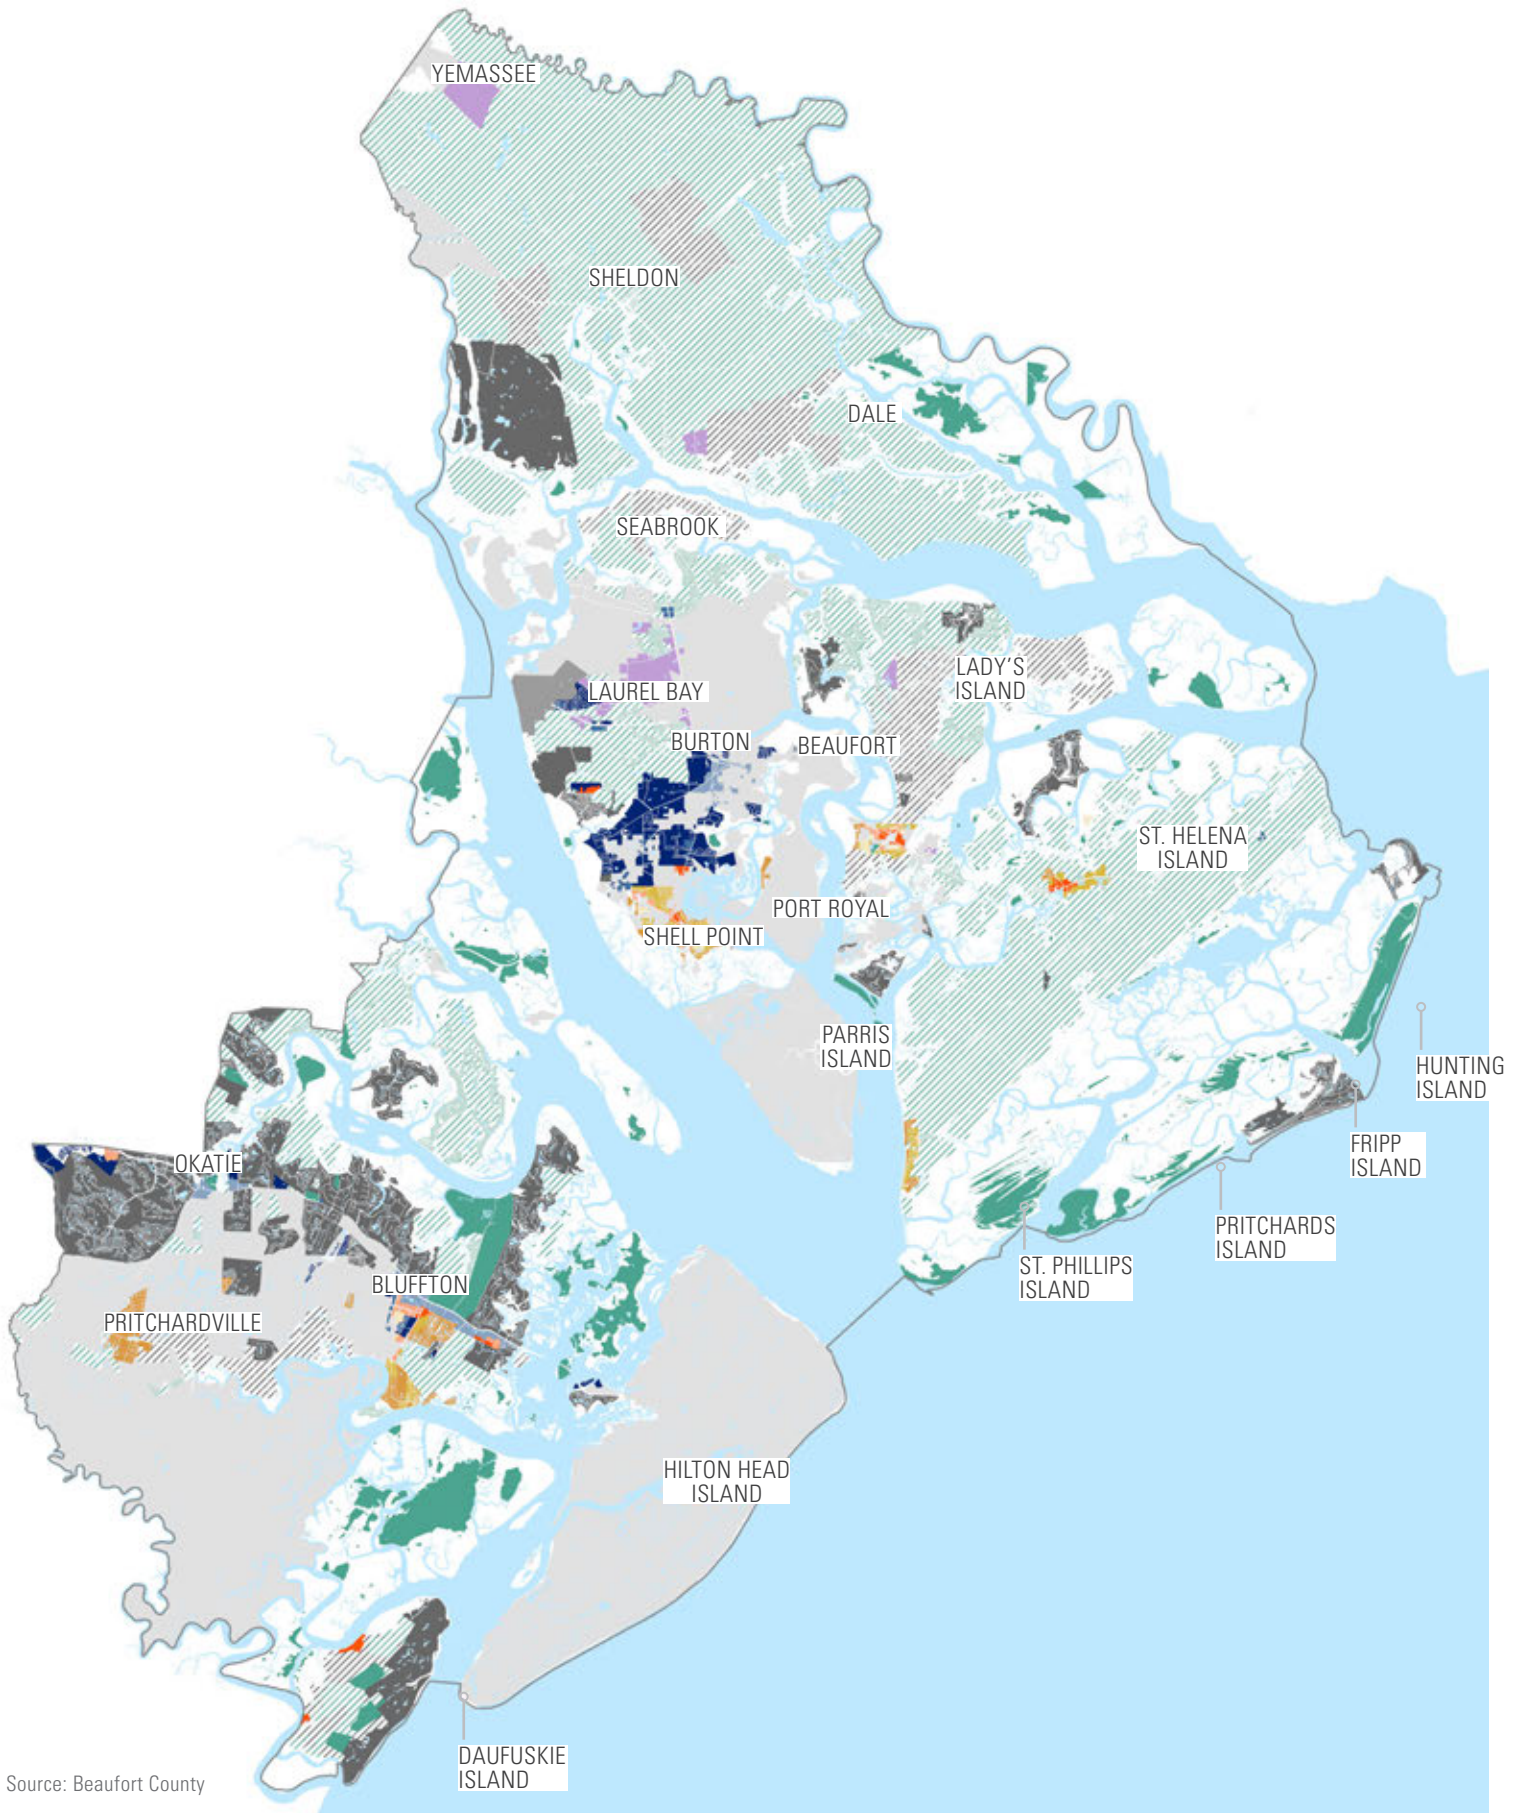 YEMASSEE
SHELDON
DALE
SEABROOK
LADY'S
ISLAND
LAUREL BAY
BURTON
BEAUFORT
ST. HELENA
ISLAND
PORT ROYAL
SHELL POINT
PARRIS
ISLAND
HUNTING
ISLAND
FRIPP
ISLAND
OKATIE
PRITCHARDS
ISLAND
ST. PHILLIPS
ISLAND
BLUFFTON
PRITCHARDVILLE
HILTON HEAD
ISLAND
DAUFUSKIE
ISLAND
Source: Beaufort County